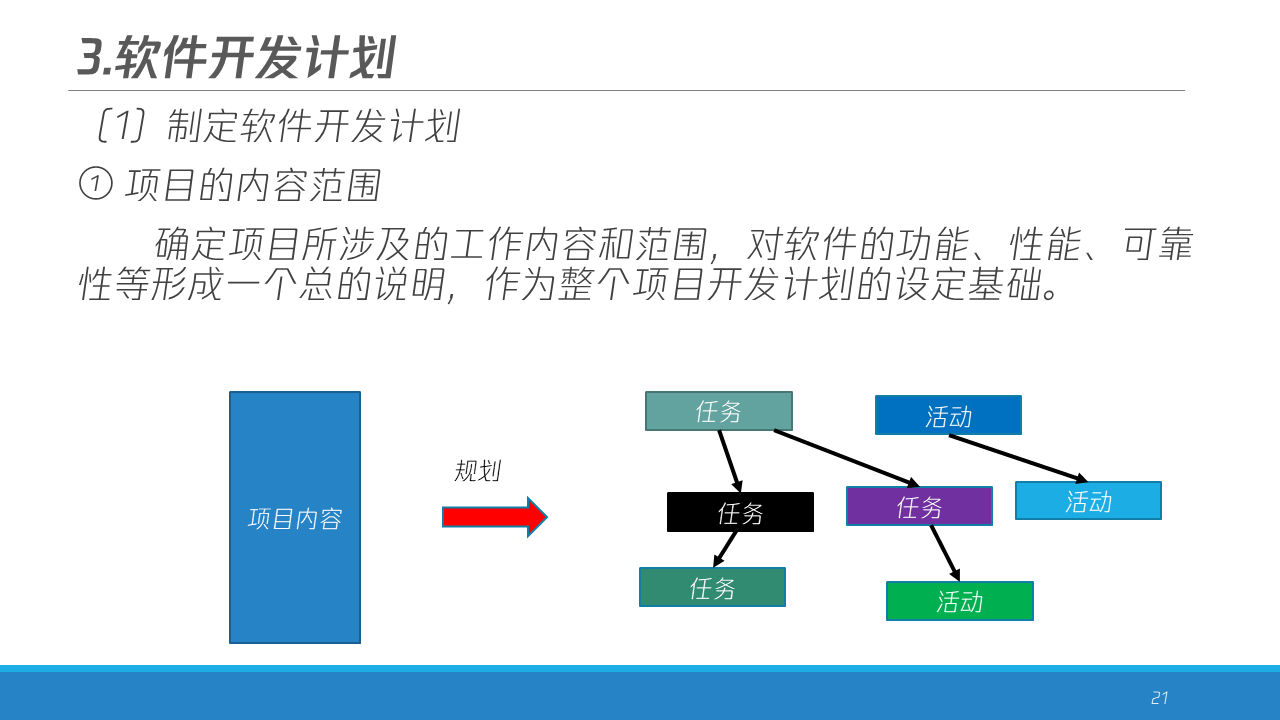 3.软件开发计划
（1）制定软件开发计划
① 项目的内容范围
确定项目所涉及的工作内容和范围，对软件的功能、性能、可靠
性等形成一个总的说明，作为整个项目开发计划的设定基础。
任务
活动
规划
项目内容
任务
任务
活动
任务
活动
21